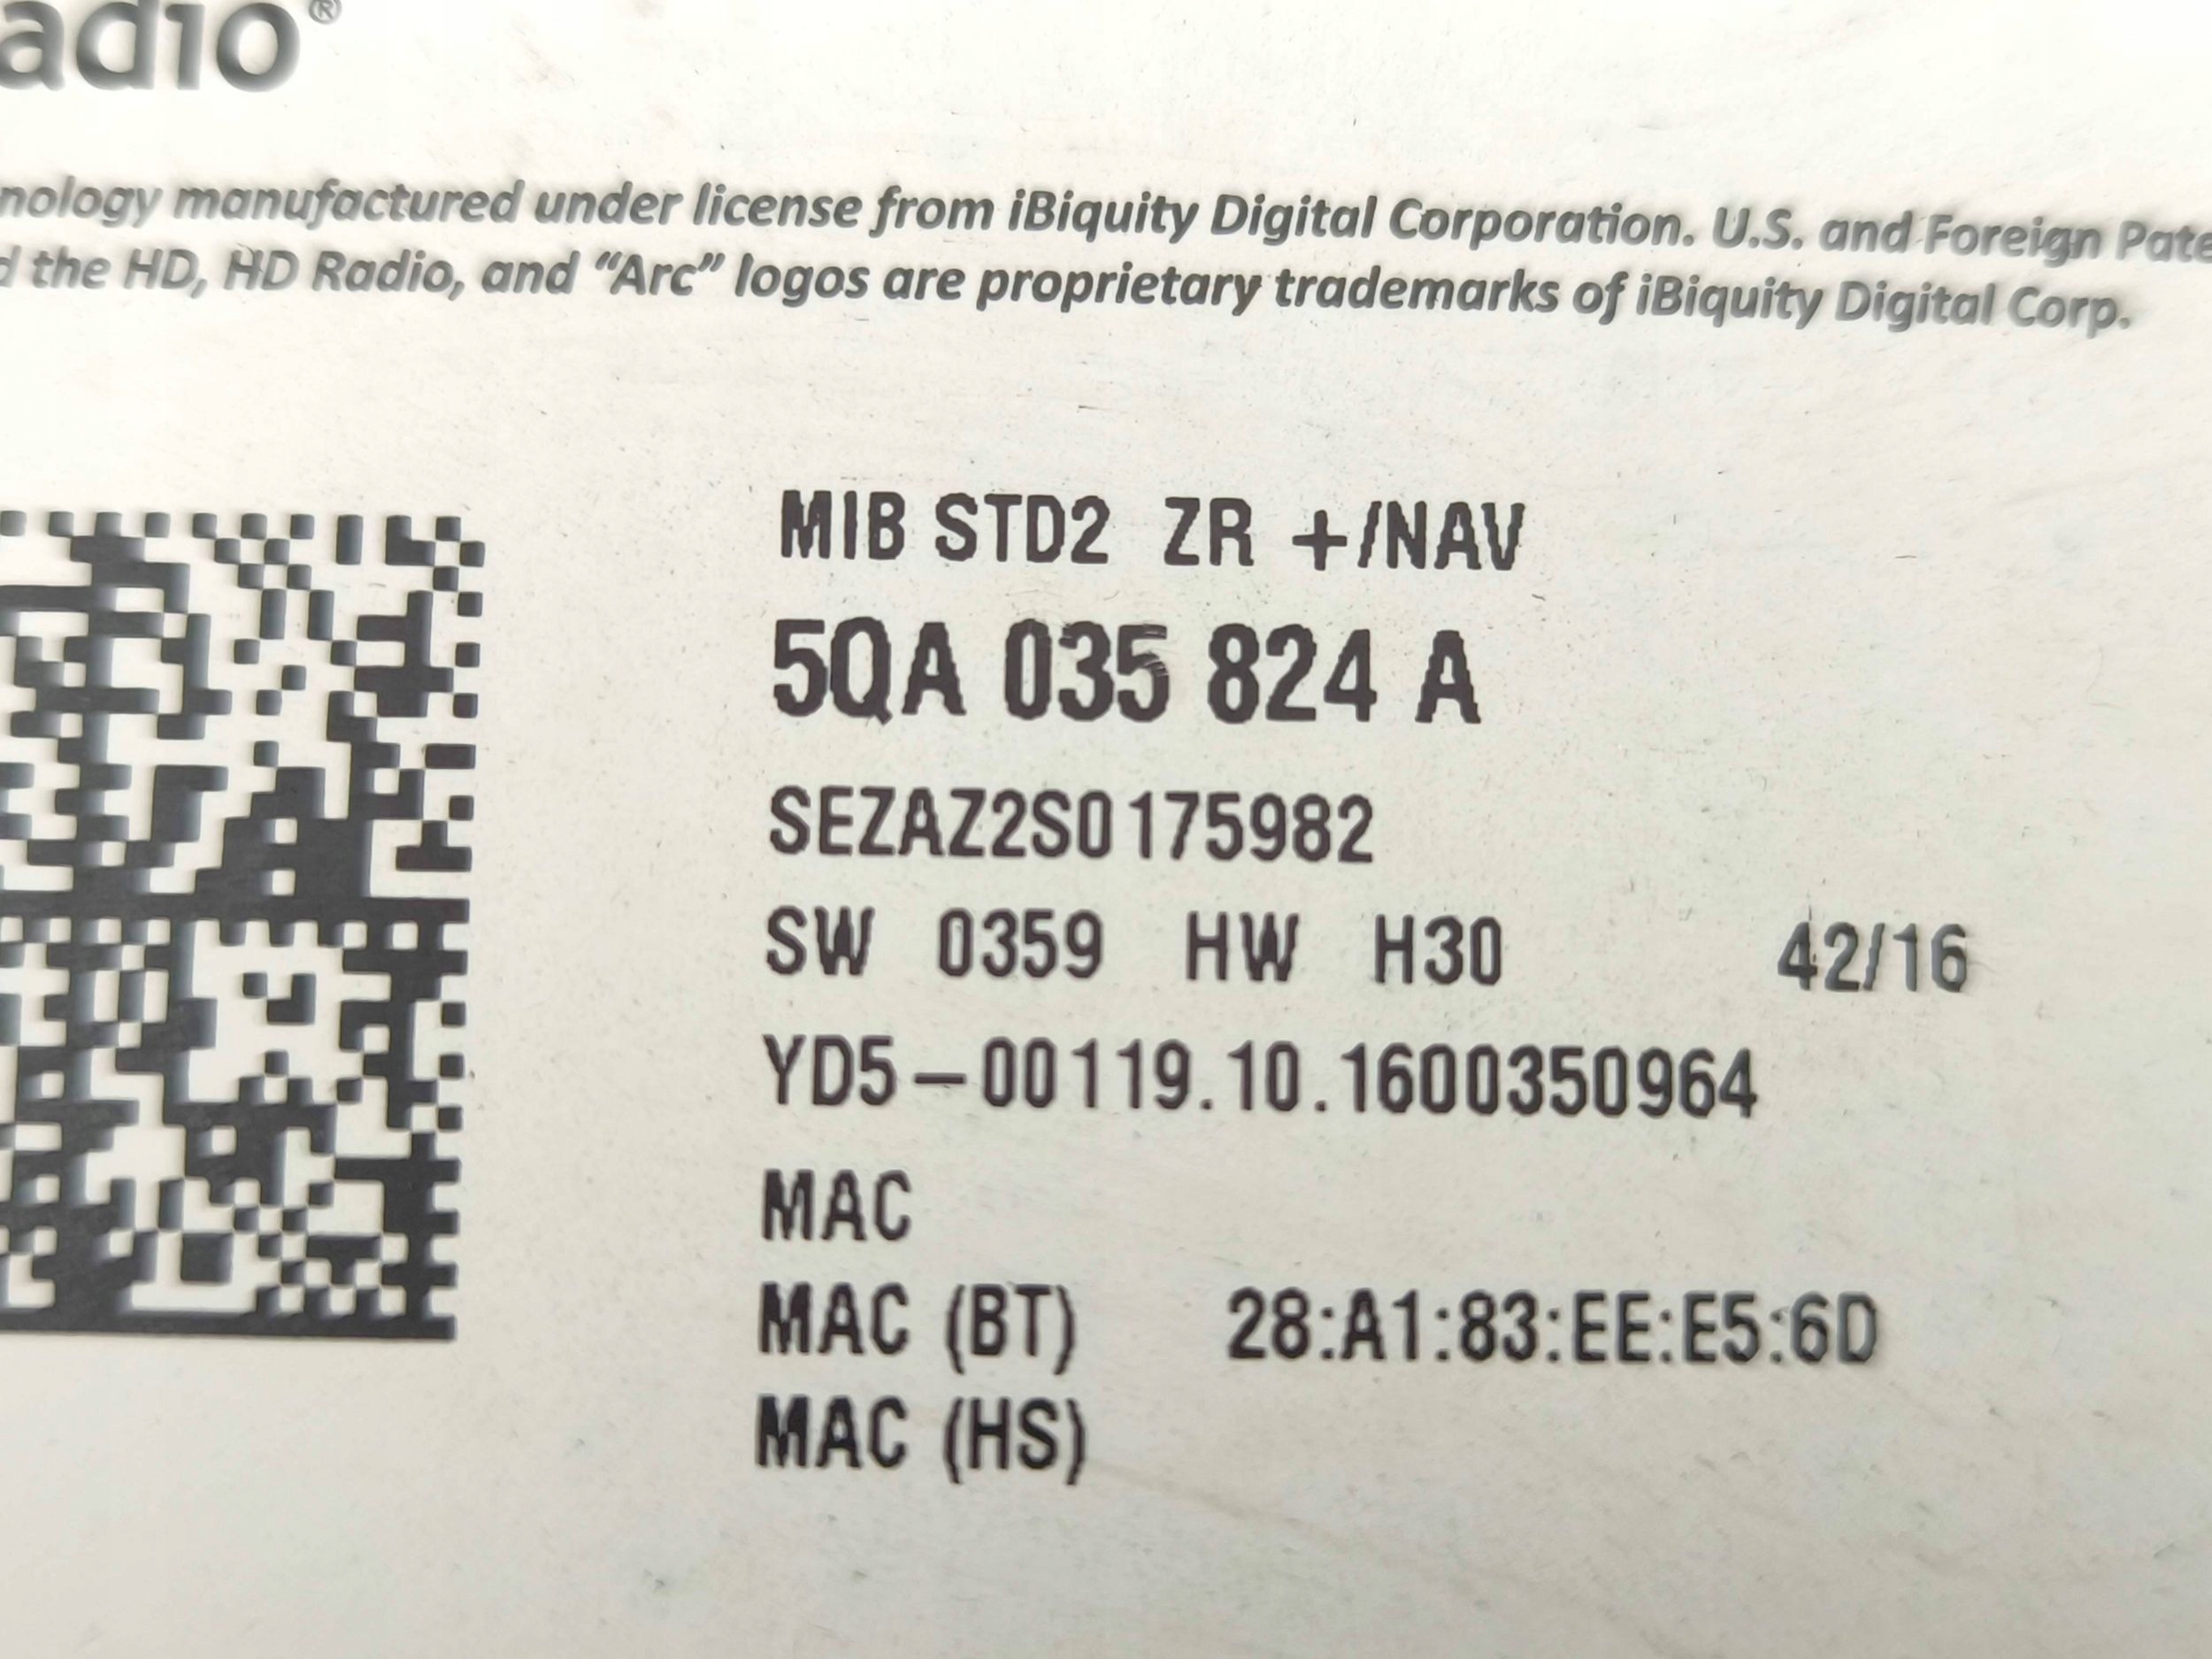 adio®
nology manufactured under license from iBiquity Digital Corporation. U.S. and Foreign Pate
d the HD, HD Radio, and “Arc” logos are proprietary trademarks of iBiquity Digital Corp.
MIB STD2 ZR +/NAV
5QA 035 824 A
SEZAZ2S0175982
SW 0359 HW H30 42/16
YD5-00119.10.1600350964
MAC
MAC (BT) 28:A1:83:EE:E5:6D
MAC (HS)